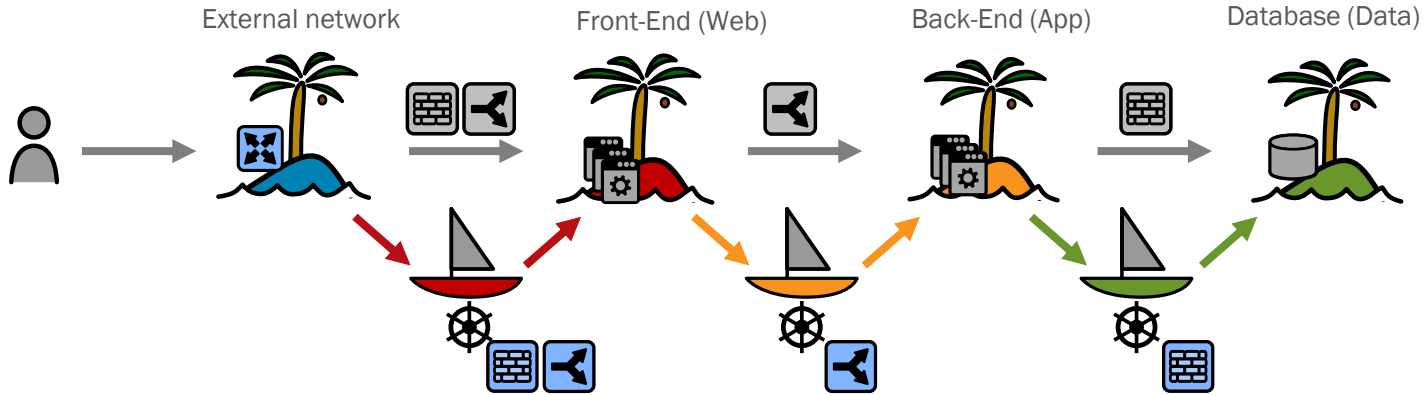 External network
Front-End (Web)
Back-End (App)
Database (Data)